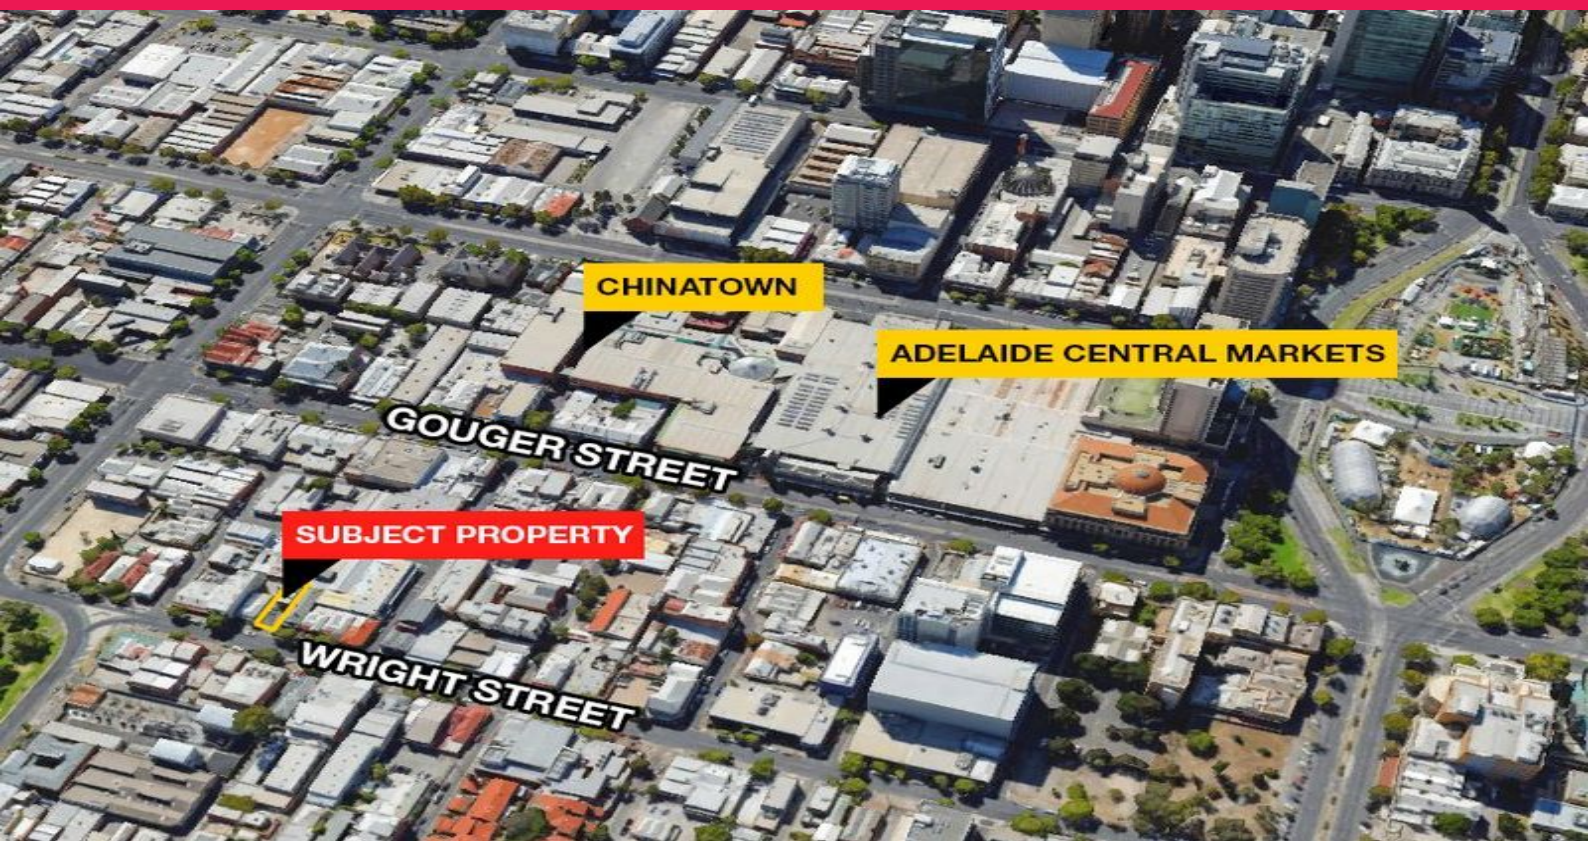 CHINATOWN
ADELAIDE CENTRAL MARKETS
GOUGER STREET
SUBJECT PROPERTY
WRIGHT STREET